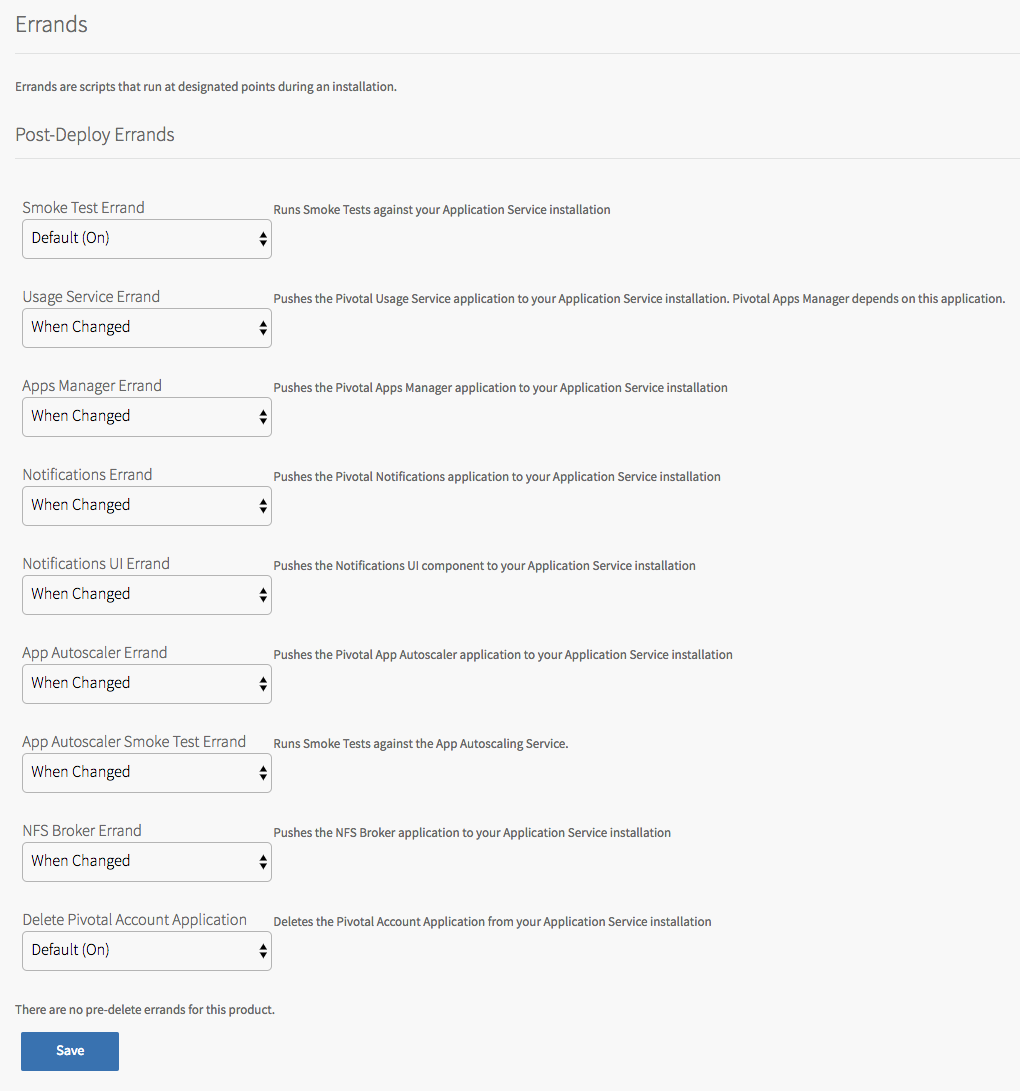 Errands
Errands are scripts that run at designated points during an installation.
Post-Deploy Errands
Smoke Test Errand
Runs Smoke Tests against your Application Service installation
Default (On)
Usage Service Errand
Pushes the Pivotal Usage Service application to your Application Service installation. Pivotal Apps Manager depends on this application.
When Changed
Apps Manager Errand
Pushes the Pivotal Apps Manager application to your Application Service installation
When Changed
Notifications Errand
Pushes the Pivotal Notifications application to your Application Service installation
When Changed
Notifications UI Errand
Pushes the Notifications UI component to your Application Service installation
When Changed
App Autoscaler Errand
Pushes the Pivotal App Autoscaler application to your Application Service installation
When Changed
App Autoscaler Smoke Test Errand
Runs Smoke Tests against the App Autoscaling Service.
When Changed
NFS Broker Errand
Pushes the NFS Broker application to your Application Service installation
When Changed
Delete Pivotal Account Application
Deletes the Pivotal Account Application from your Application Service installation
Default (On)
There are no pre-delete errands for this product.
Save